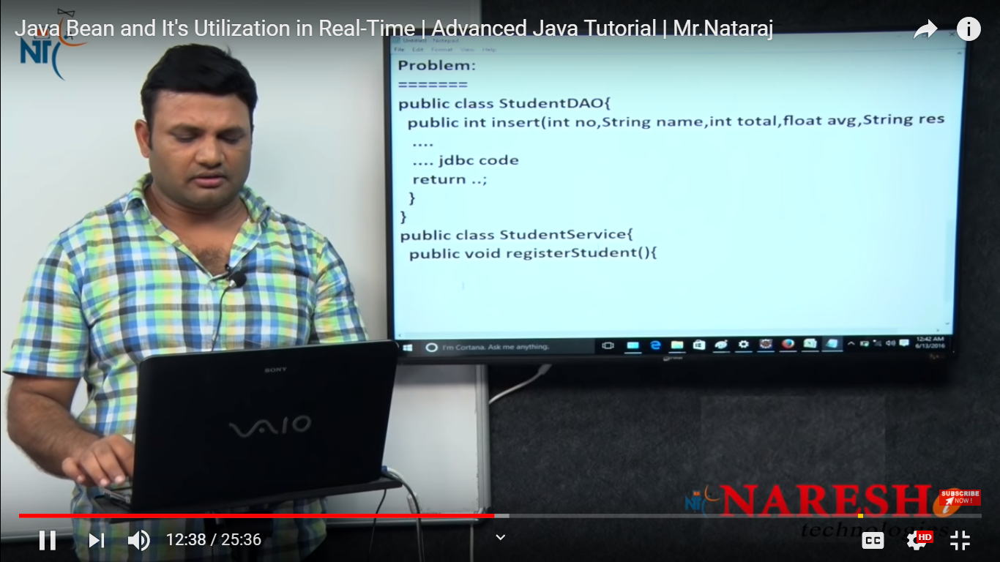 Java Bean and It's Utilization in Real-Time | Advanced Java Tutorial | Mr.Nataraj
NT
Untitled - Notepad
File Edit Format View Help
Problem:
=======
public class StudentDAO{
public int insert(int no,String name,int total,float avg,String res
....
.... jdbc code
return ..;
}
}
public class StudentService{
public void registerStudent(){
I'm Cortana. Ask me anything.
12:42 AM
6/13/2016
SONY
VAIO
NT
NARESH i
technologies
SUBSCRIBE
NOW !
12:38 / 25:36
CC
HD